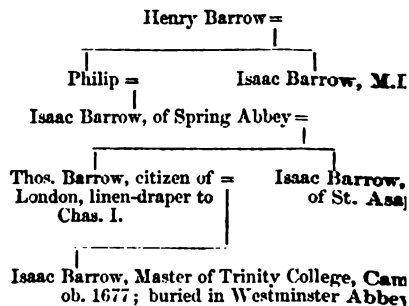 Henry Barrow =
Philip = Isaac Barrow, M.D
Isaac Barrow, of Spring Abbey =
Thos. Barrow, citizen of = Isaac Barrow,
London, linen-draper to of St. Asap
Chas. I.
Isaac Barrow, Master of Trinity College, Cam
ob. 1677; buried in Westminster Abbey